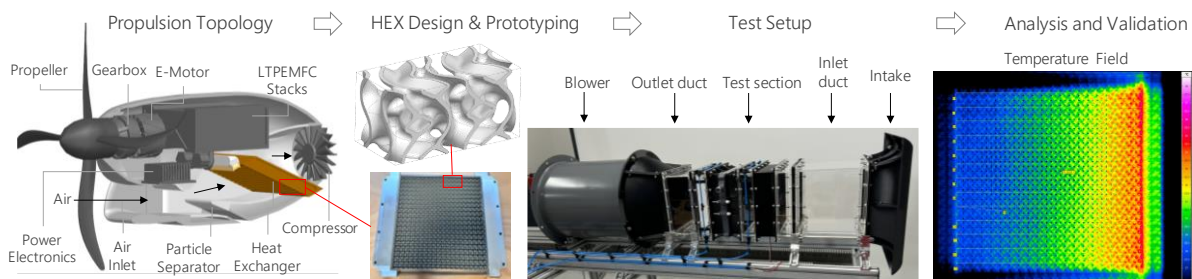 Propulsion Topology
HEX Design & Prototyping
Test Setup
Analysis and Validation
Propeller
Gearbox
E-Motor
LTPEMFC
Stacks
Air
Power
Electronics
Air
Inlet
Particle
Separator
Heat
Exchanger
Compressor
Blower
Outlet duct
Test section
Inlet
duct
Intake
Temperature Field